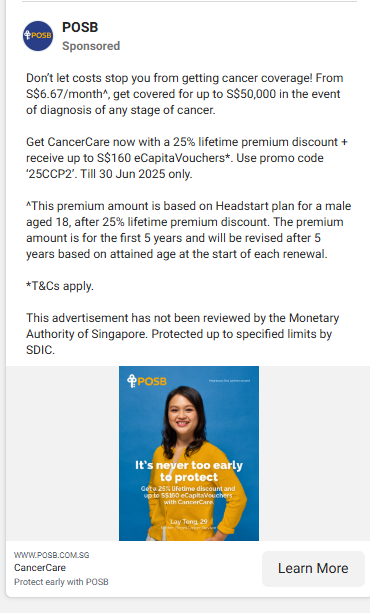 POSB
POSB
Sponsored
Don't let costs stop you from getting cancer coverage! From
S$6.67/month^, get covered for up to S$50,000 in the event
of diagnosis of any stage of cancer.
Get CancerCare now with a 25% lifetime premium discount +
receive up to S$160 eCapitaVouchers*. Use promo code
'25CCP2'. Till 30 Jun 2025 only.
^This premium amount is based on Headstart plan for a male
aged 18, after 25% lifetime premium discount. The premium
amount is for the first 5 years and will be revised after 5
years based on attained age at the start of each renewal.
*T&Cs apply.
This advertisement has not been reviewed by the Monetary
Authority of Singapore. Protected up to specified limits by
SDIC.
POSB
It's never too early
to protect
Get a 25% lifetime discount and
up to S$160 eCapitaVouchers
with CancerCare.
Lay Teng, 29
WWW.POSB.COM.SG
CancerCare
Protect early with POSB
Learn More